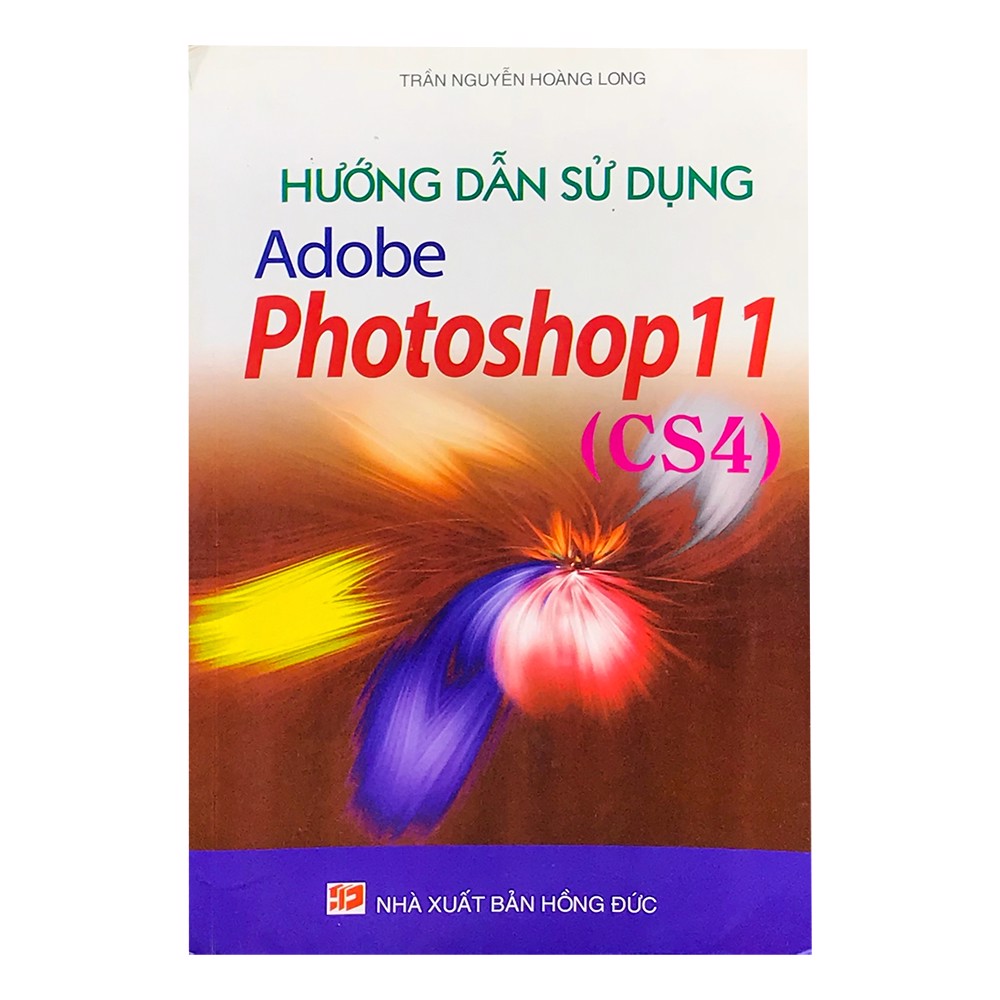 TRẦN NGUYỄN HOÀNG LONG
HƯỚNG DẪN SỬ DỤNG
Adobe
Photoshop 11
(CS4)
NHÀ XUẤT BẢN HỒNG ĐỨC